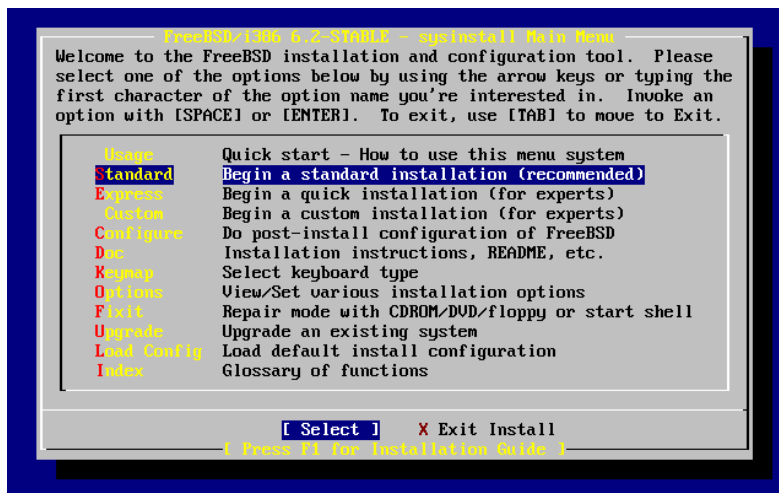 FreeBSD/i386 6.2-STABLE - sysinstall Main Menu
Welcome to the FreeBSD installation and configuration tool.  Please
select one of the options below by using the arrow keys or typing the
first character of the option name you're interested in.  Invoke an
option with [SPACE] or [ENTER].  To exit, use [TAB] to move to Exit.
Usage Quick start - How to use this menu system
Standard Begin a standard installation (recommended)
Express Begin a quick installation (for experts)
Custom Begin a custom installation (for experts)
Configure Do post-install configuration of FreeBSD
Doc Installation instructions, README, etc.
Keymap Select keyboard type
Options View/Set various installation options
Fixit Repair mode with CDROM/DVD/floppy or start shell
Upgrade Upgrade an existing system
Load Config Load default install configuration
Index Glossary of functions
[ Select ] X Exit Install
[ Press F1 for Installation Guide ]